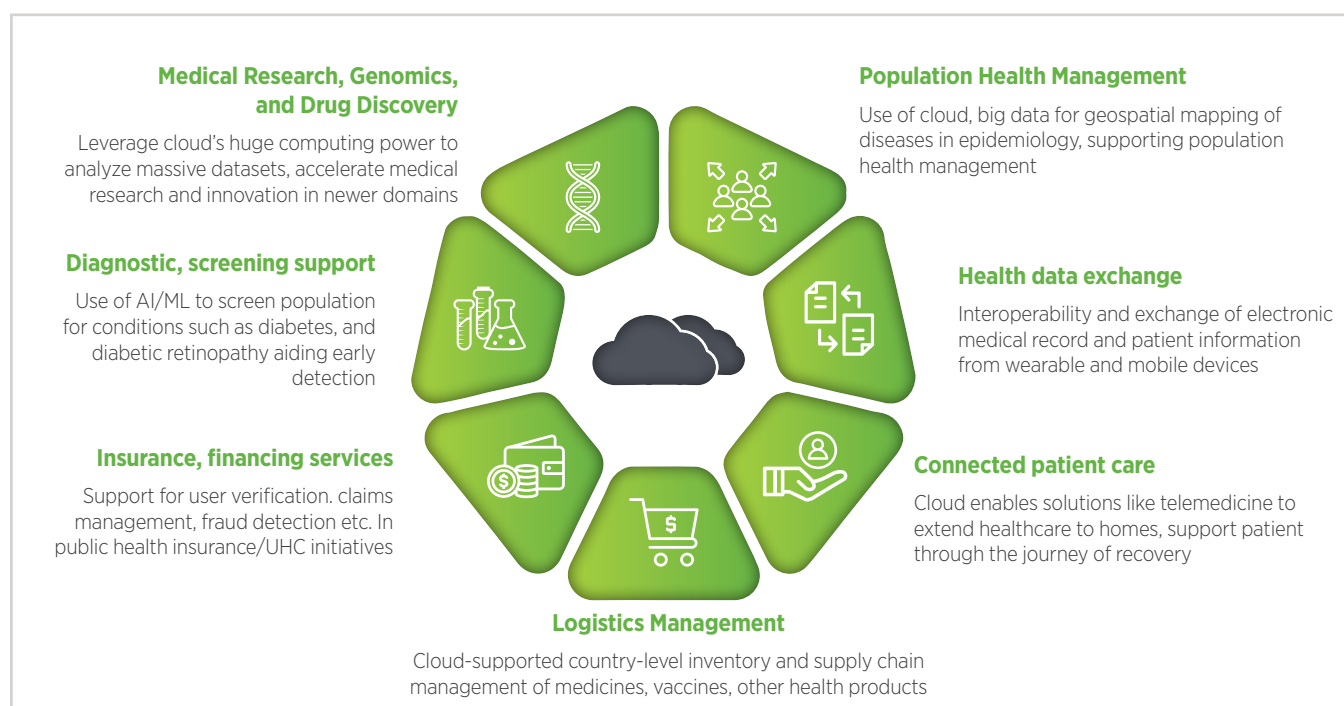 Medical Research, Genomics,
and Drug Discovery
Leverage cloud's huge computing power to
analyze massive datasets, accelerate medical
research and innovation in newer domains
Population Health Management
Use of cloud, big data for geospatial mapping of
diseases in epidemiology, supporting population
health management
Diagnostic, screening support
Use of AI/ML to screen population
for conditions such as diabetes, and
diabetic retinopathy aiding early
detection
Health data exchange
Interoperability and exchange of electronic
medical record and patient information
from wearable and mobile devices
Insurance, financing services
Support for user verification. claims
management, fraud detection etc. In
public health insurance/UHC initiatives
$
$
Connected patient care
Cloud enables solutions like telemedicine to
extend healthcare to homes, support patient
through the journey of recovery
Logistics Management
Cloud-supported country-level inventory and supply chain
management of medicines, vaccines, other health products